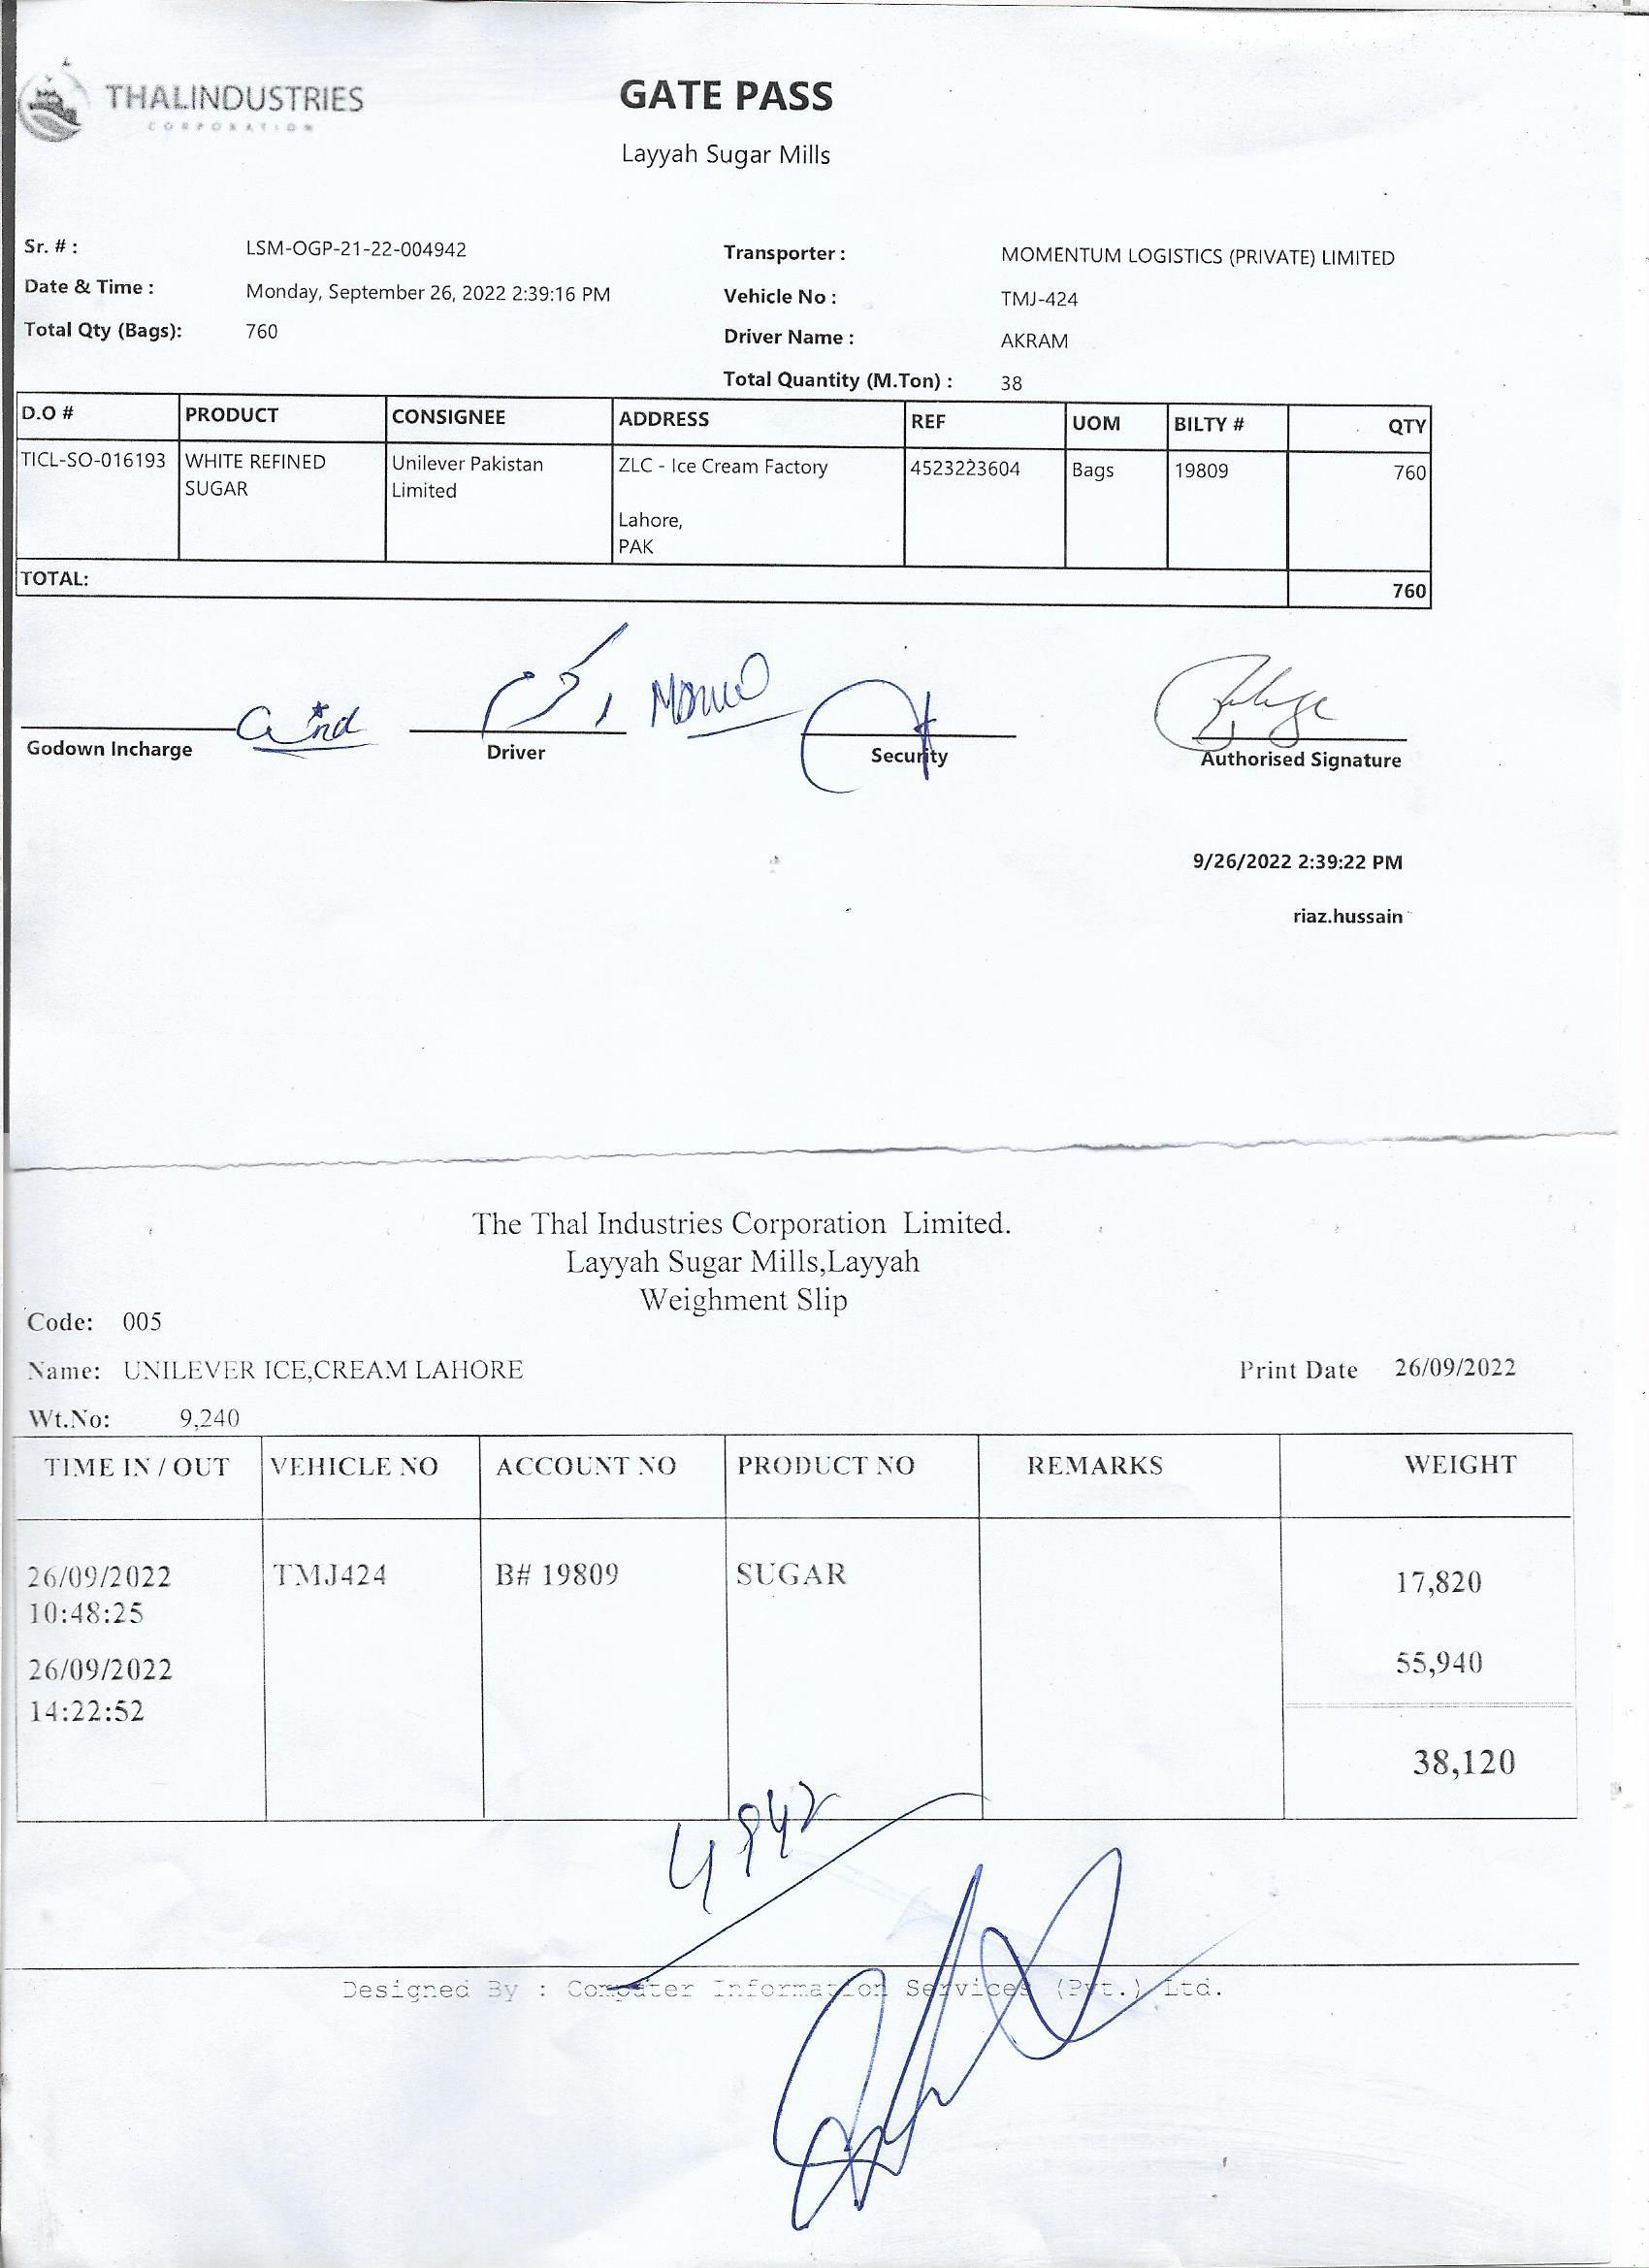 THALINDUSTRIES
CORPORATION
GATE PASS
Layyah Sugar Mills
Sr. # : LSM-OGP-21-22-004942
Transporter : MOMENTUM LOGISTICS (PRIVATE) LIMITED
Date & Time : Monday, September 26, 2022 2:39:16 PM
Vehicle No : TMJ-424
Total Qty (Bags): 760
Driver Name : AKRAM
Total Quantity (M.Ton) : 38
D.O # PRODUCT CONSIGNEE ADDRESS REF UOM BILTY # QTY
TICL-SO-016193 WHITE REFINED Unilever Pakistan ZLC - Ice Cream Factory 4523223604 Bags 19809 760
SUGAR Limited
Lahore,
PAK
TOTAL: 760
اکرم
Godown Incharge Driver Security Authorised Signature
9/26/2022 2:39:22 PM
riaz.hussain
The Thal Industries Corporation Limited.
Layyah Sugar Mills,Layyah
Weighment Slip
Code: 005
Name: UNILEVER ICE,CREAM LAHORE Print Date 26/09/2022
Wt.No: 9,240
TIME IN / OUT VEHICLE NO ACCOUNT NO PRODUCT NO REMARKS WEIGHT
26/09/2022 TMJ424 B# 19809 SUGAR 17,820
10:48:25
26/09/2022 55,940
14:22:52
38,120
4942
Designed By : Computer Information Services (Pvt.) Ltd.